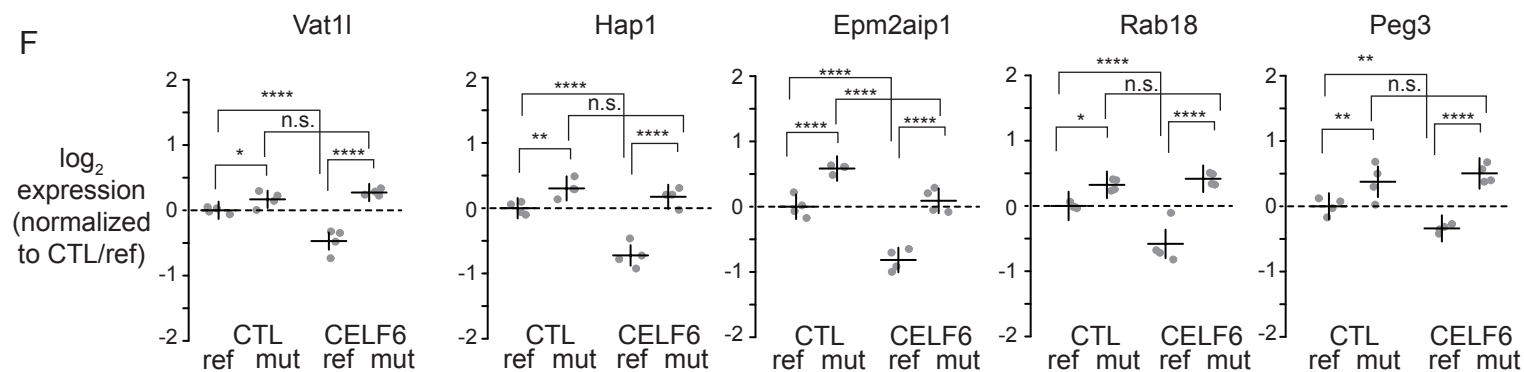 F
Vat1l
Hap1
Epm2aip1
Rab18
Peg3
log2
expression
(normalized
to CTL/ref)
2
1
0
-1
-2
****
n.s.
*
****
CTL CELF6
ref mut ref mut
2
1
0
-1
-2
****
n.s.
**
****
CTL CELF6
ref mut ref mut
2
1
0
-1
-2
****
****
****
****
CTL CELF6
ref mut ref mut
2
1
0
-1
-2
****
n.s.
*
****
CTL CELF6
ref mut ref mut
2
1
0
-1
-2
**
n.s.
**
****
CTL CELF6
ref mut ref mut